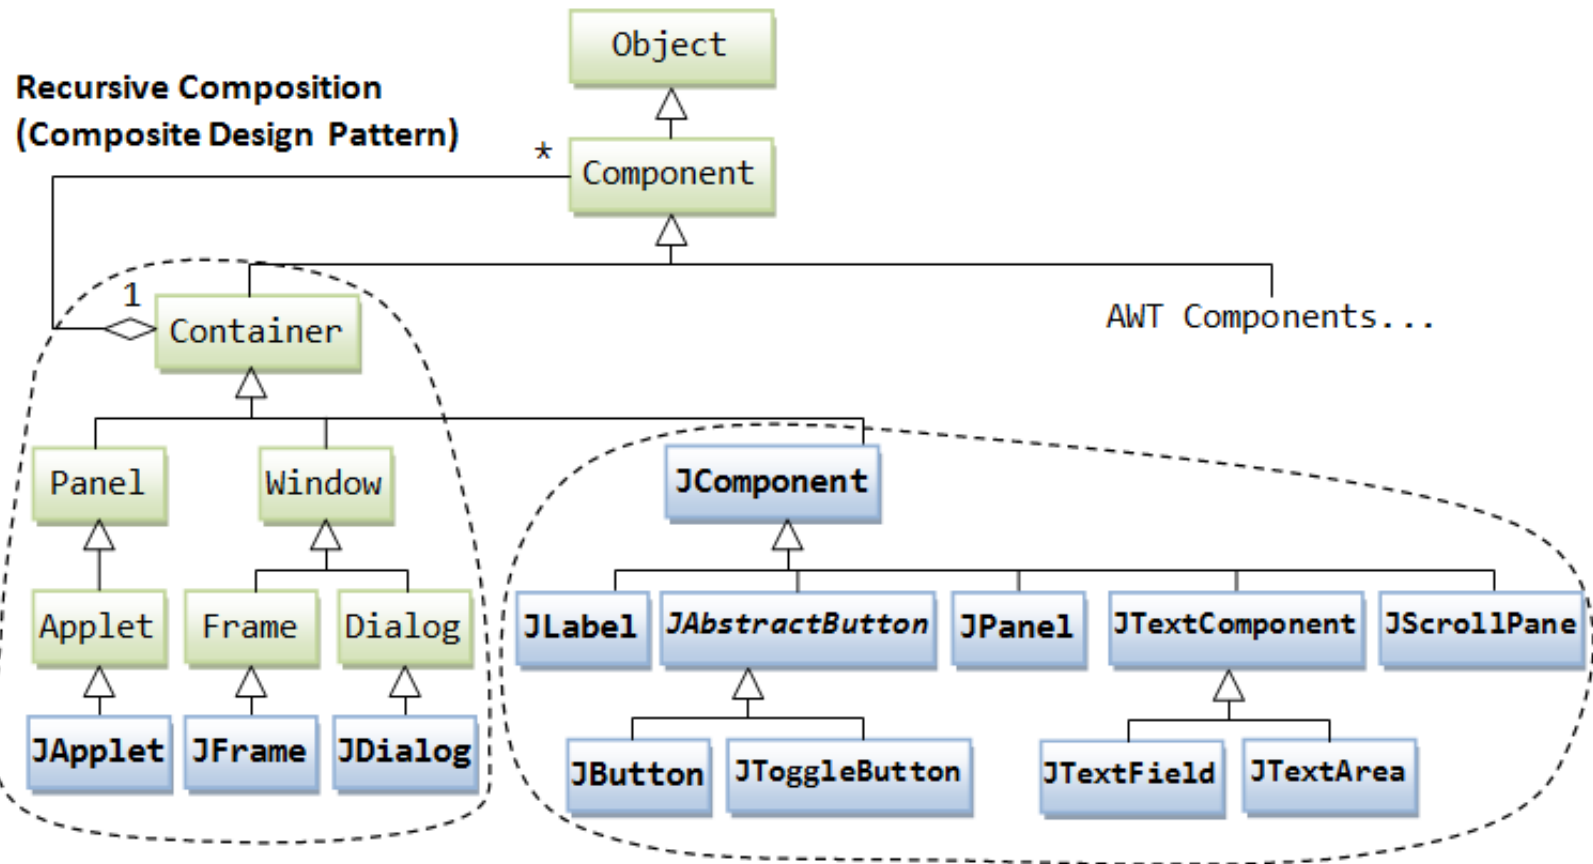 Object
Recursive Composition
(Composite Design Pattern)
*
Component
1
Container
AWT Components...
Panel
Window
JComponent
Applet
Frame
Dialog
JLabel
JAbstractButton
JPanel
JTextComponent
JScrollPane
JApplet
JFrame
JDialog
JButton
JToggleButton
JTextField
JTextArea